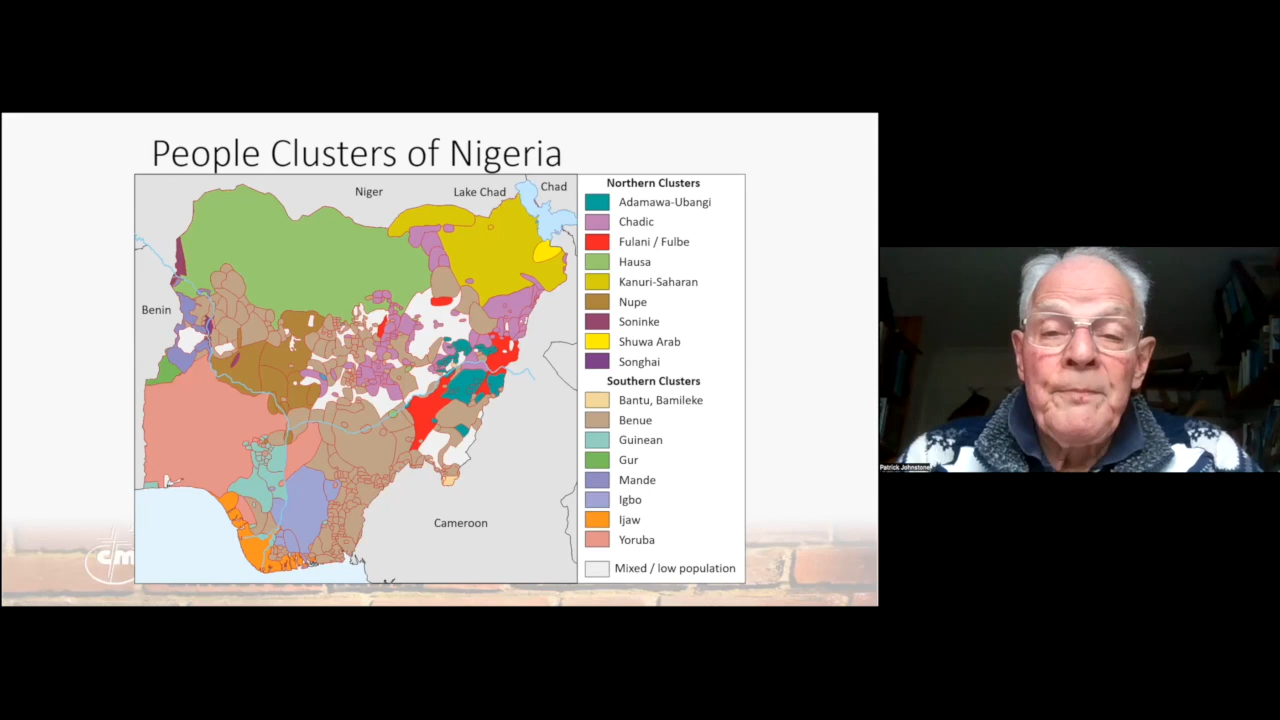 People Clusters of Nigeria
Niger
Lake Chad
Chad
Benin
Cameroon
Northern Clusters
Adamawa-Ubangi
Chadic
Fulani / Fulbe
Hausa
Kanuri-Saharan
Nupe
Soninke
Shuwa Arab
Songhai
Southern Clusters
Bantu, Bamileke
Benue
Guinean
Gur
Mande
Igbo
Ijaw
Yoruba
Mixed / low population
cm
Patrick Johnstone